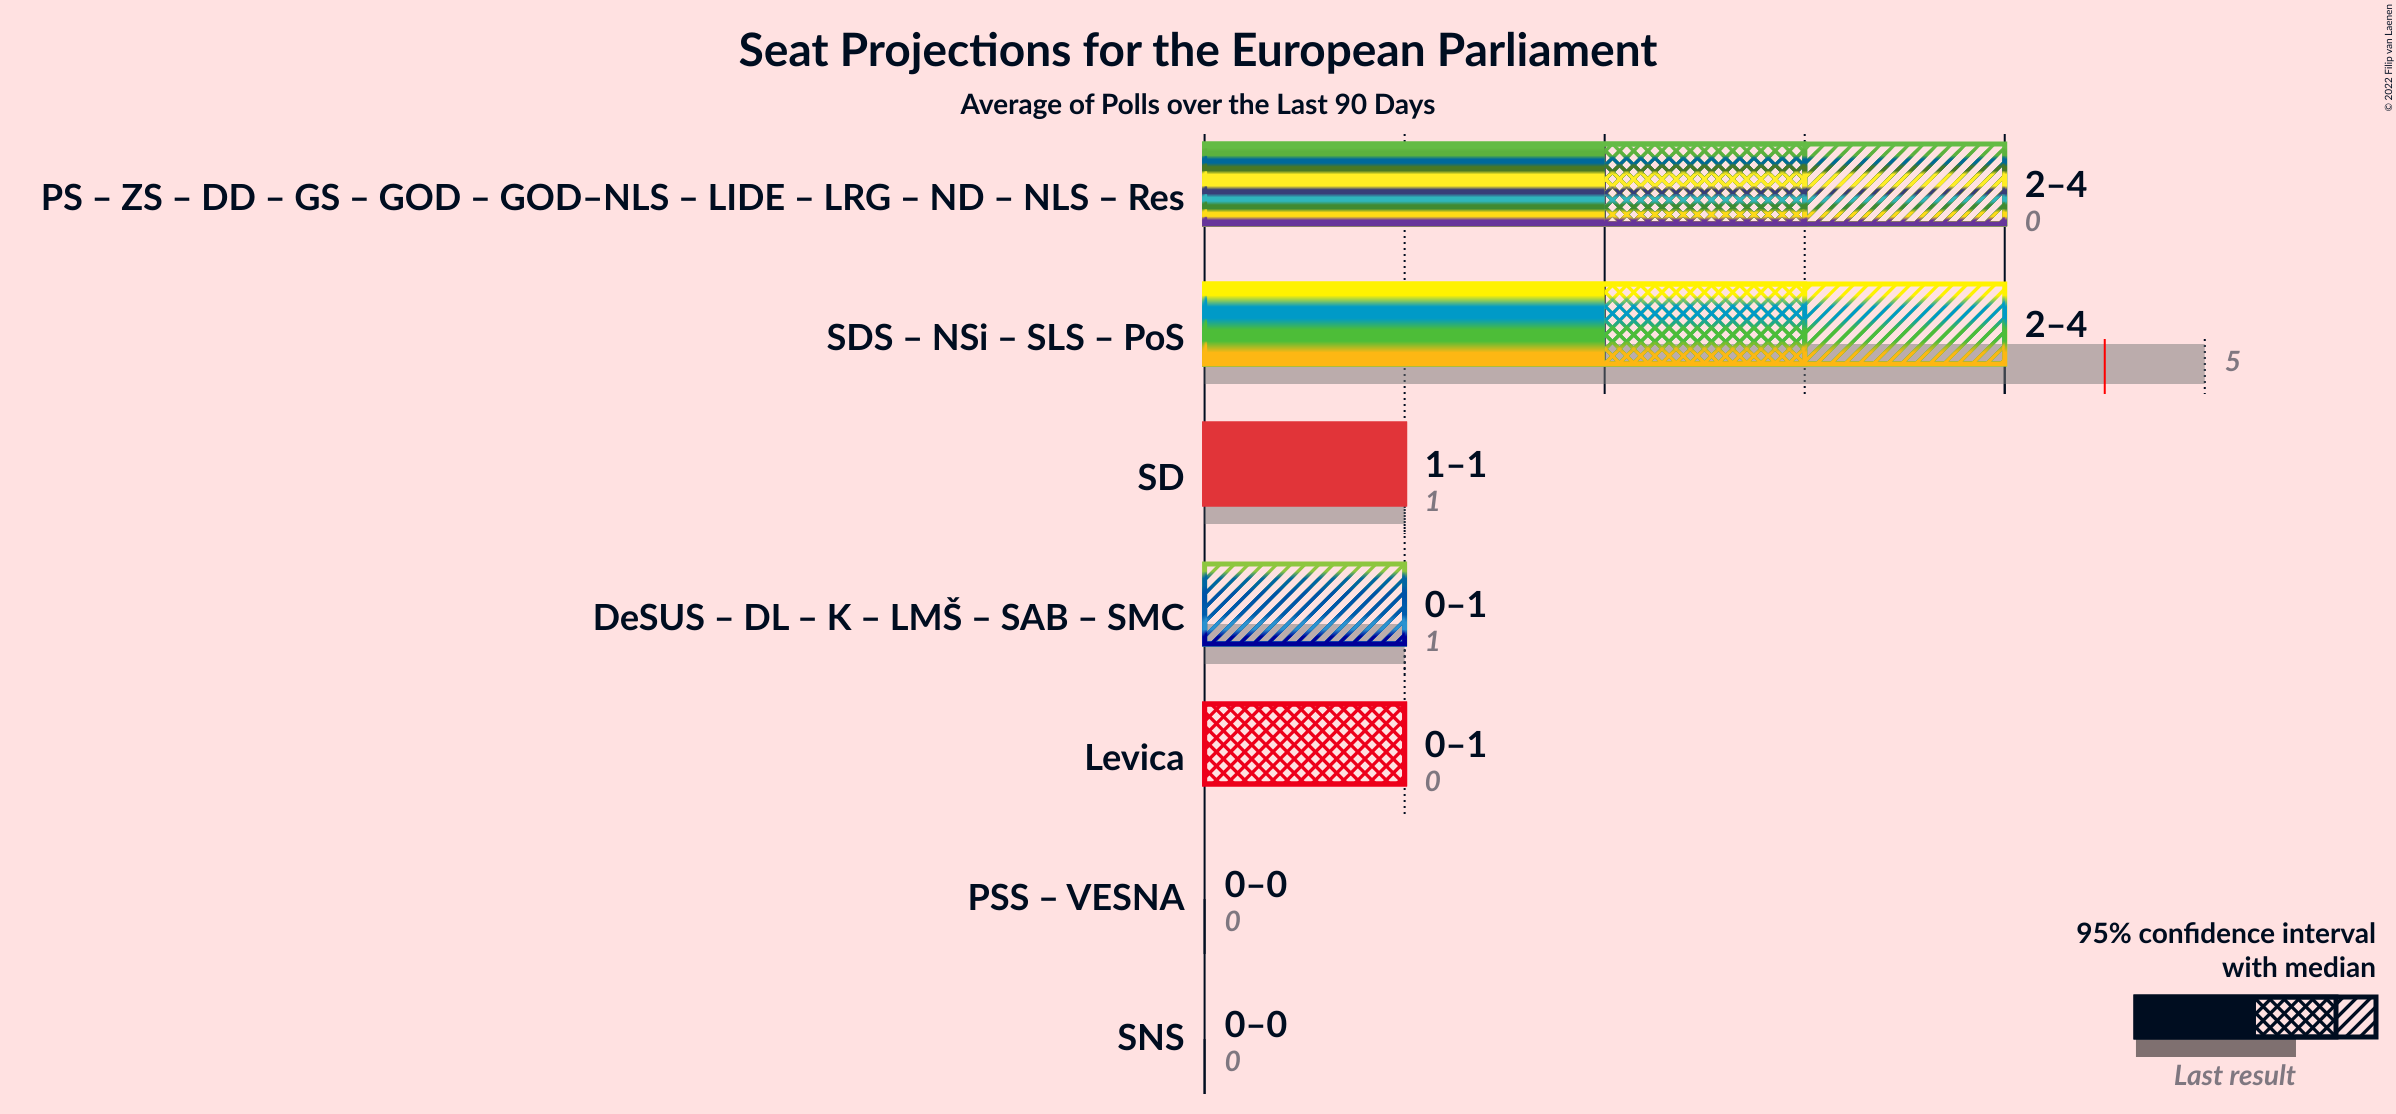 Seat Projections for the European Parliament
Average of Polls over the Last 90 Days
© 2022 Filip van Laenen
PS – ZS – DD – GS – GOD – GOD–NLS – LIDE – LRG – ND – NLS – Res
2–4
0
SDS – NSi – SLS – PoS
2–4
5
SD
1–1
1
DeSUS – DL – K – LMŠ – SAB – SMC
0–1
1
Levica
0–1
0
PSS – VESNA
0–0
0
SNS
0–0
0
95% confidence interval
with median
Last result